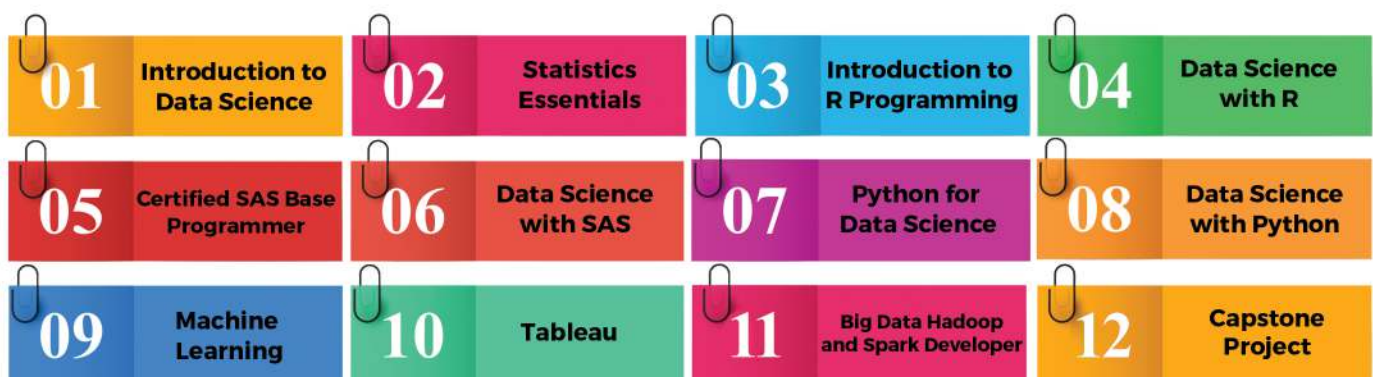 01
Introduction to
Data Science
02
Statistics
Essentials
03
Introduction to
R Programming
04
Data Science
with R
05
Certified SAS Base
Programmer
06
Data Science
with SAS
07
Python for
Data Science
08
Data Science
with Python
09
Machine
Learning
10
Tableau
11
Big Data Hadoop
and Spark Developer
12
Capstone
Project